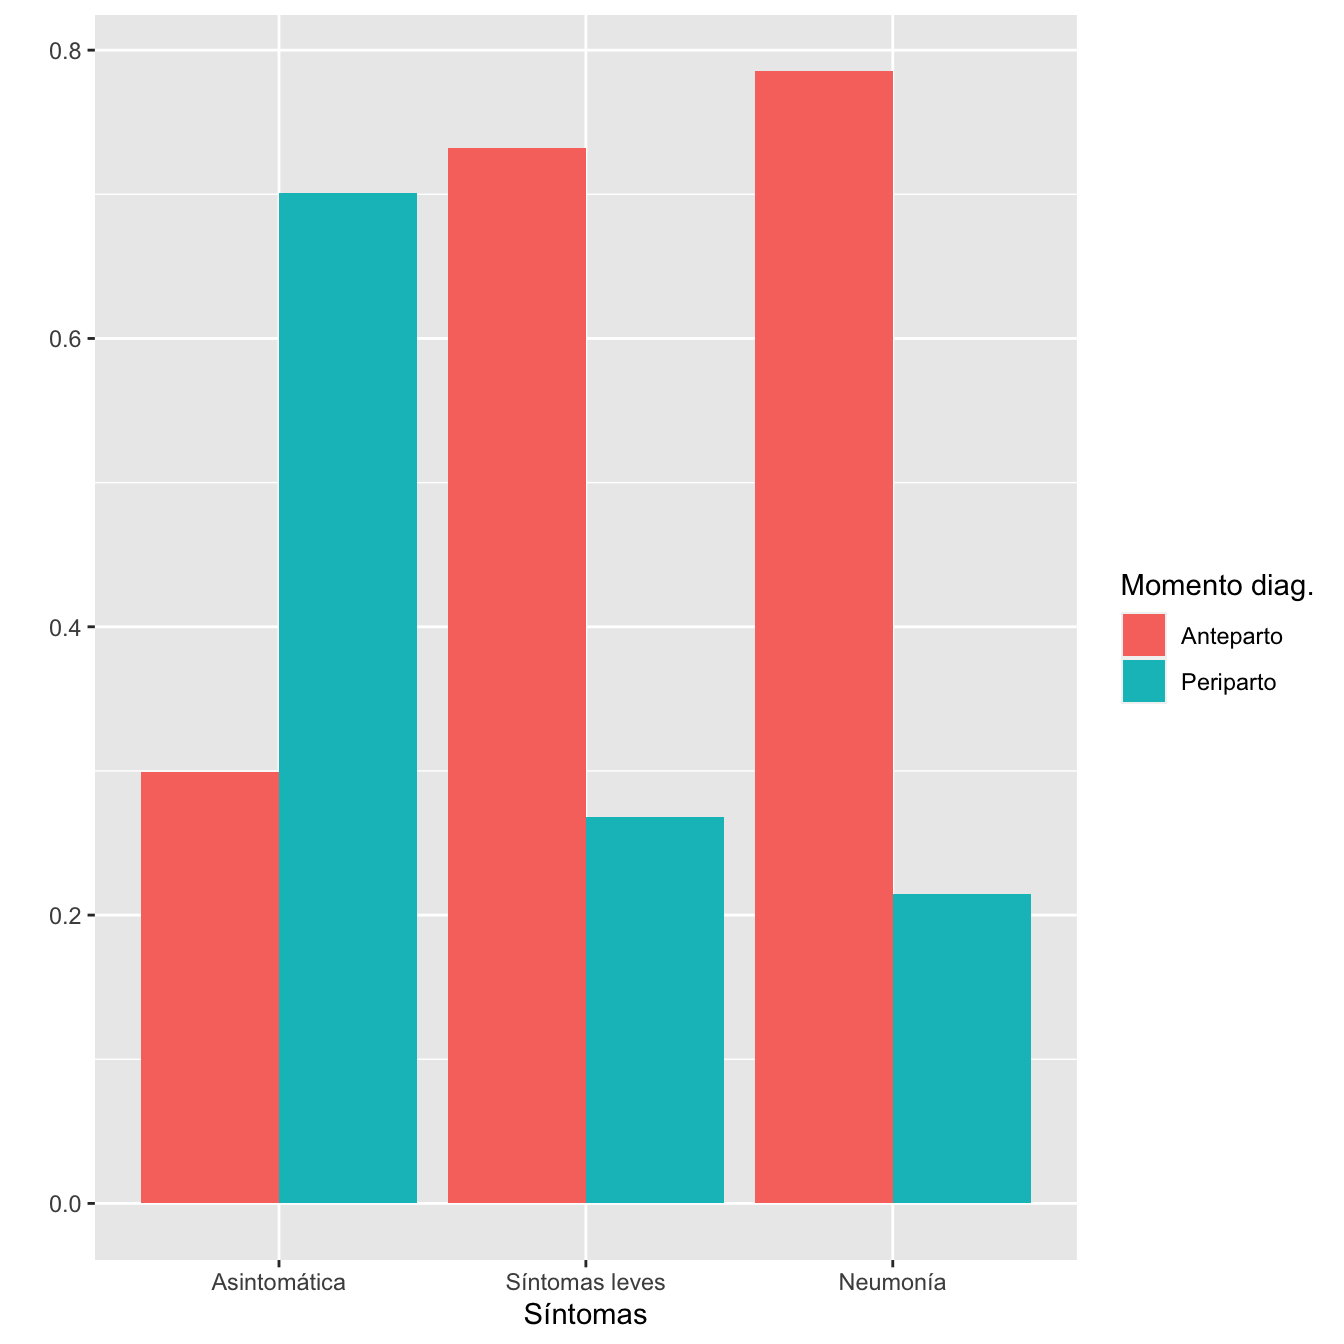 0.8
0.6
0.4
0.2
0.0
Asintomática
Síntomas leves
Neumonía
Síntomas
Momento diag.
Anteparto
Periparto